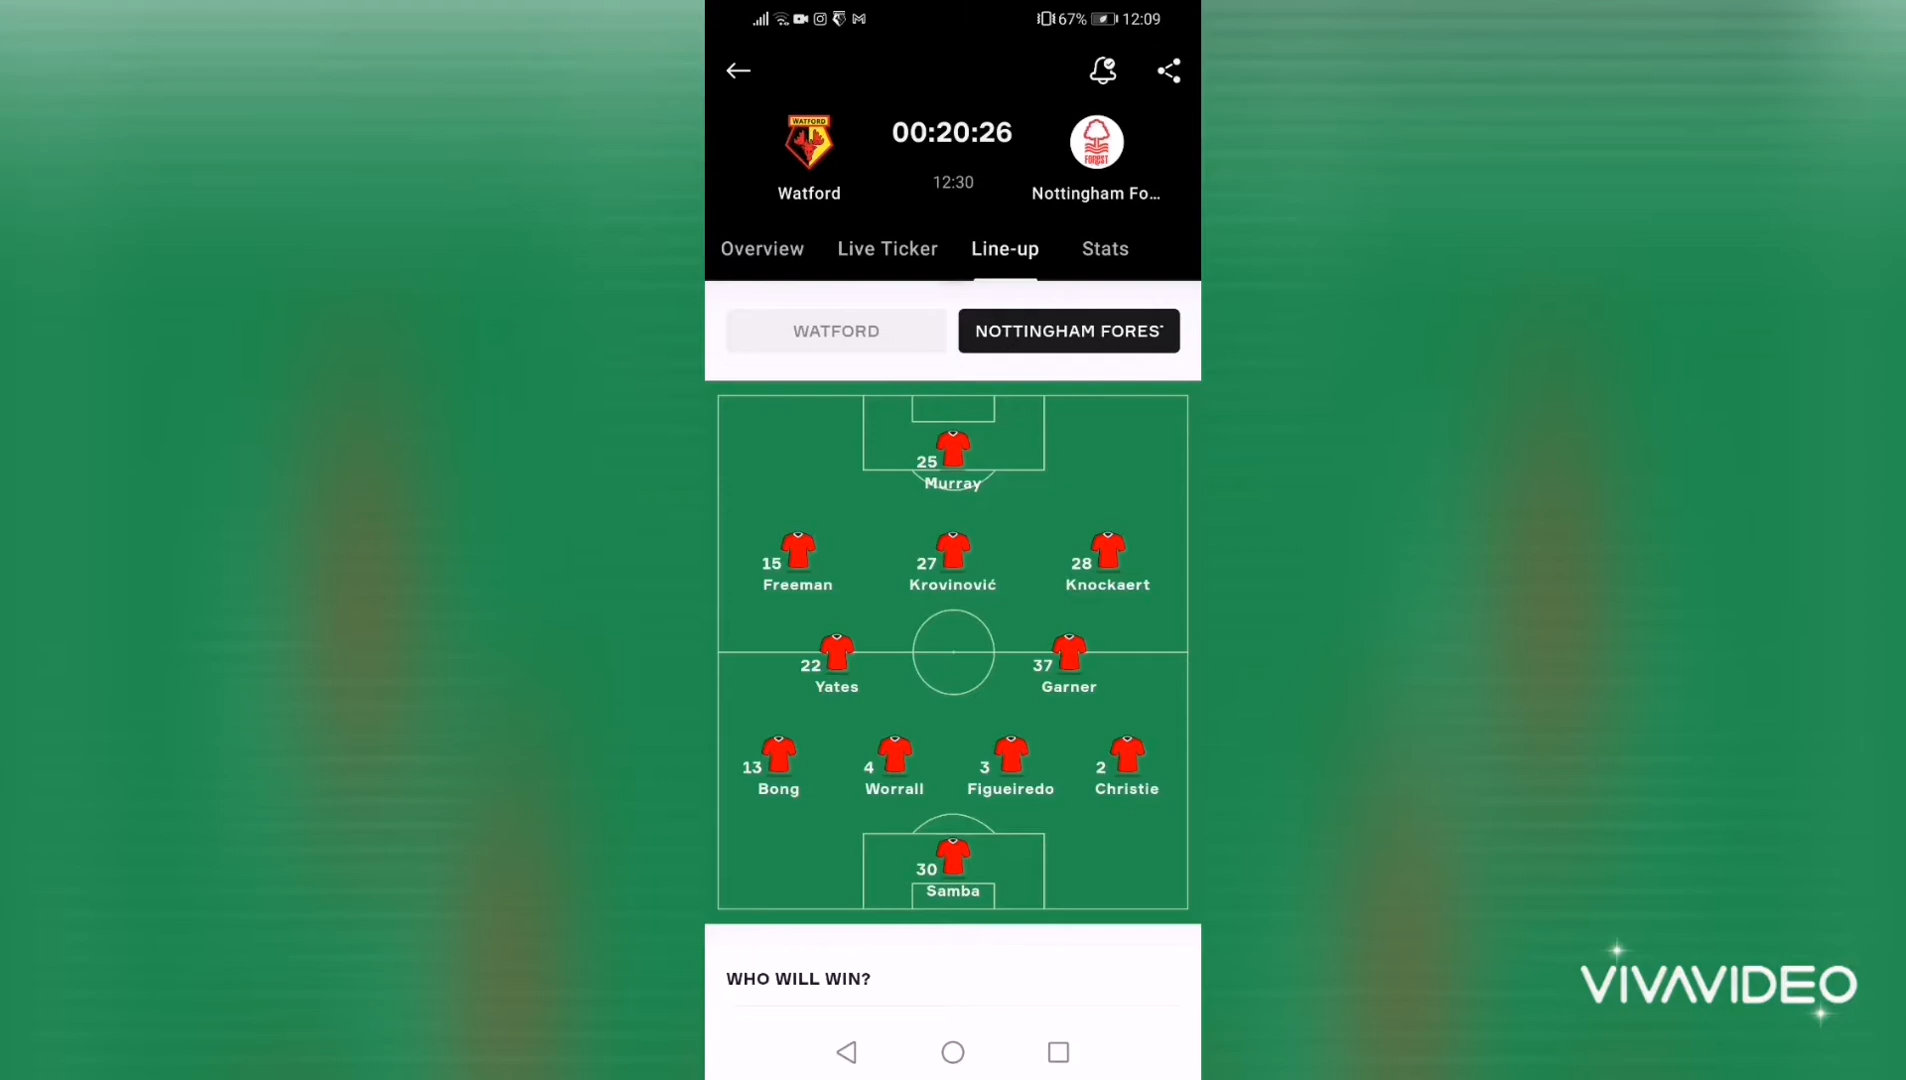 67% 12:09
WATFORD
00:20:26
FOREST
12:30
Watford
Nottingham Fo...
Overview Live Ticker Line-up Stats
WATFORD NOTTINGHAM FORES
25
Murray
15 27 28
Freeman Krovinović Knockaert
22 37
Yates Garner
13 4 3 2
Bong Worrall Figueiredo Christie
30
Samba
WHO WILL WIN?
VIVAVIDEO